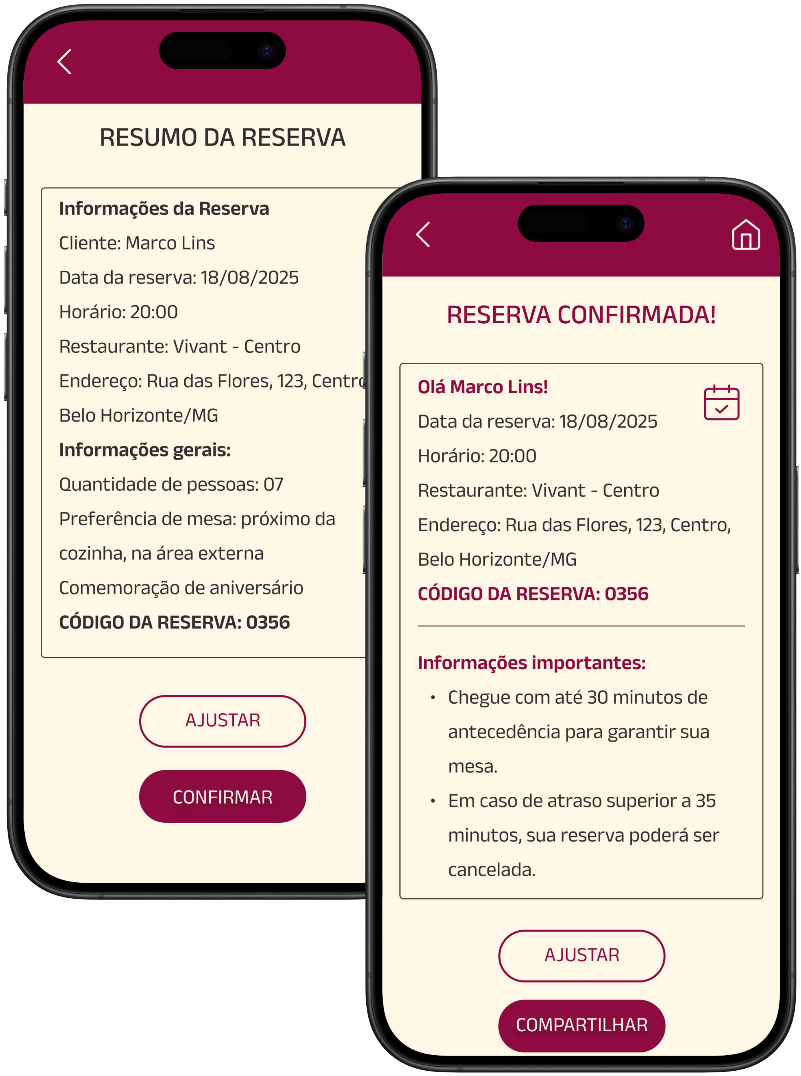 RESUMO DA RESERVA
Informações da Reserva
Cliente: Marco Lins
Data da reserva: 18/08/2025
Horário: 20:00
Restaurante: Vivant - Centro
Endereço: Rua das Flores, 123, Centro
Belo Horizonte/MG
Informações gerais:
Quantidade de pessoas: 07
Preferência de mesa: próximo da
cozinha, na área externa
Comemoração de aniversário
CÓDIGO DA RESERVA: 0356
AJUSTAR
CONFIRMAR
RESERVA CONFIRMADA!
Olá Marco Lins!
Data da reserva: 18/08/2025
Horário: 20:00
Restaurante: Vivant - Centro
Endereço: Rua das Flores, 123, Centro,
Belo Horizonte/MG
CÓDIGO DA RESERVA: 0356
Informações importantes:
• Chegue com até 30 minutos de
antecedência para garantir sua
mesa.
• Em caso de atraso superior a 35
minutos, sua reserva poderá ser
cancelada.
AJUSTAR
COMPARTILHAR